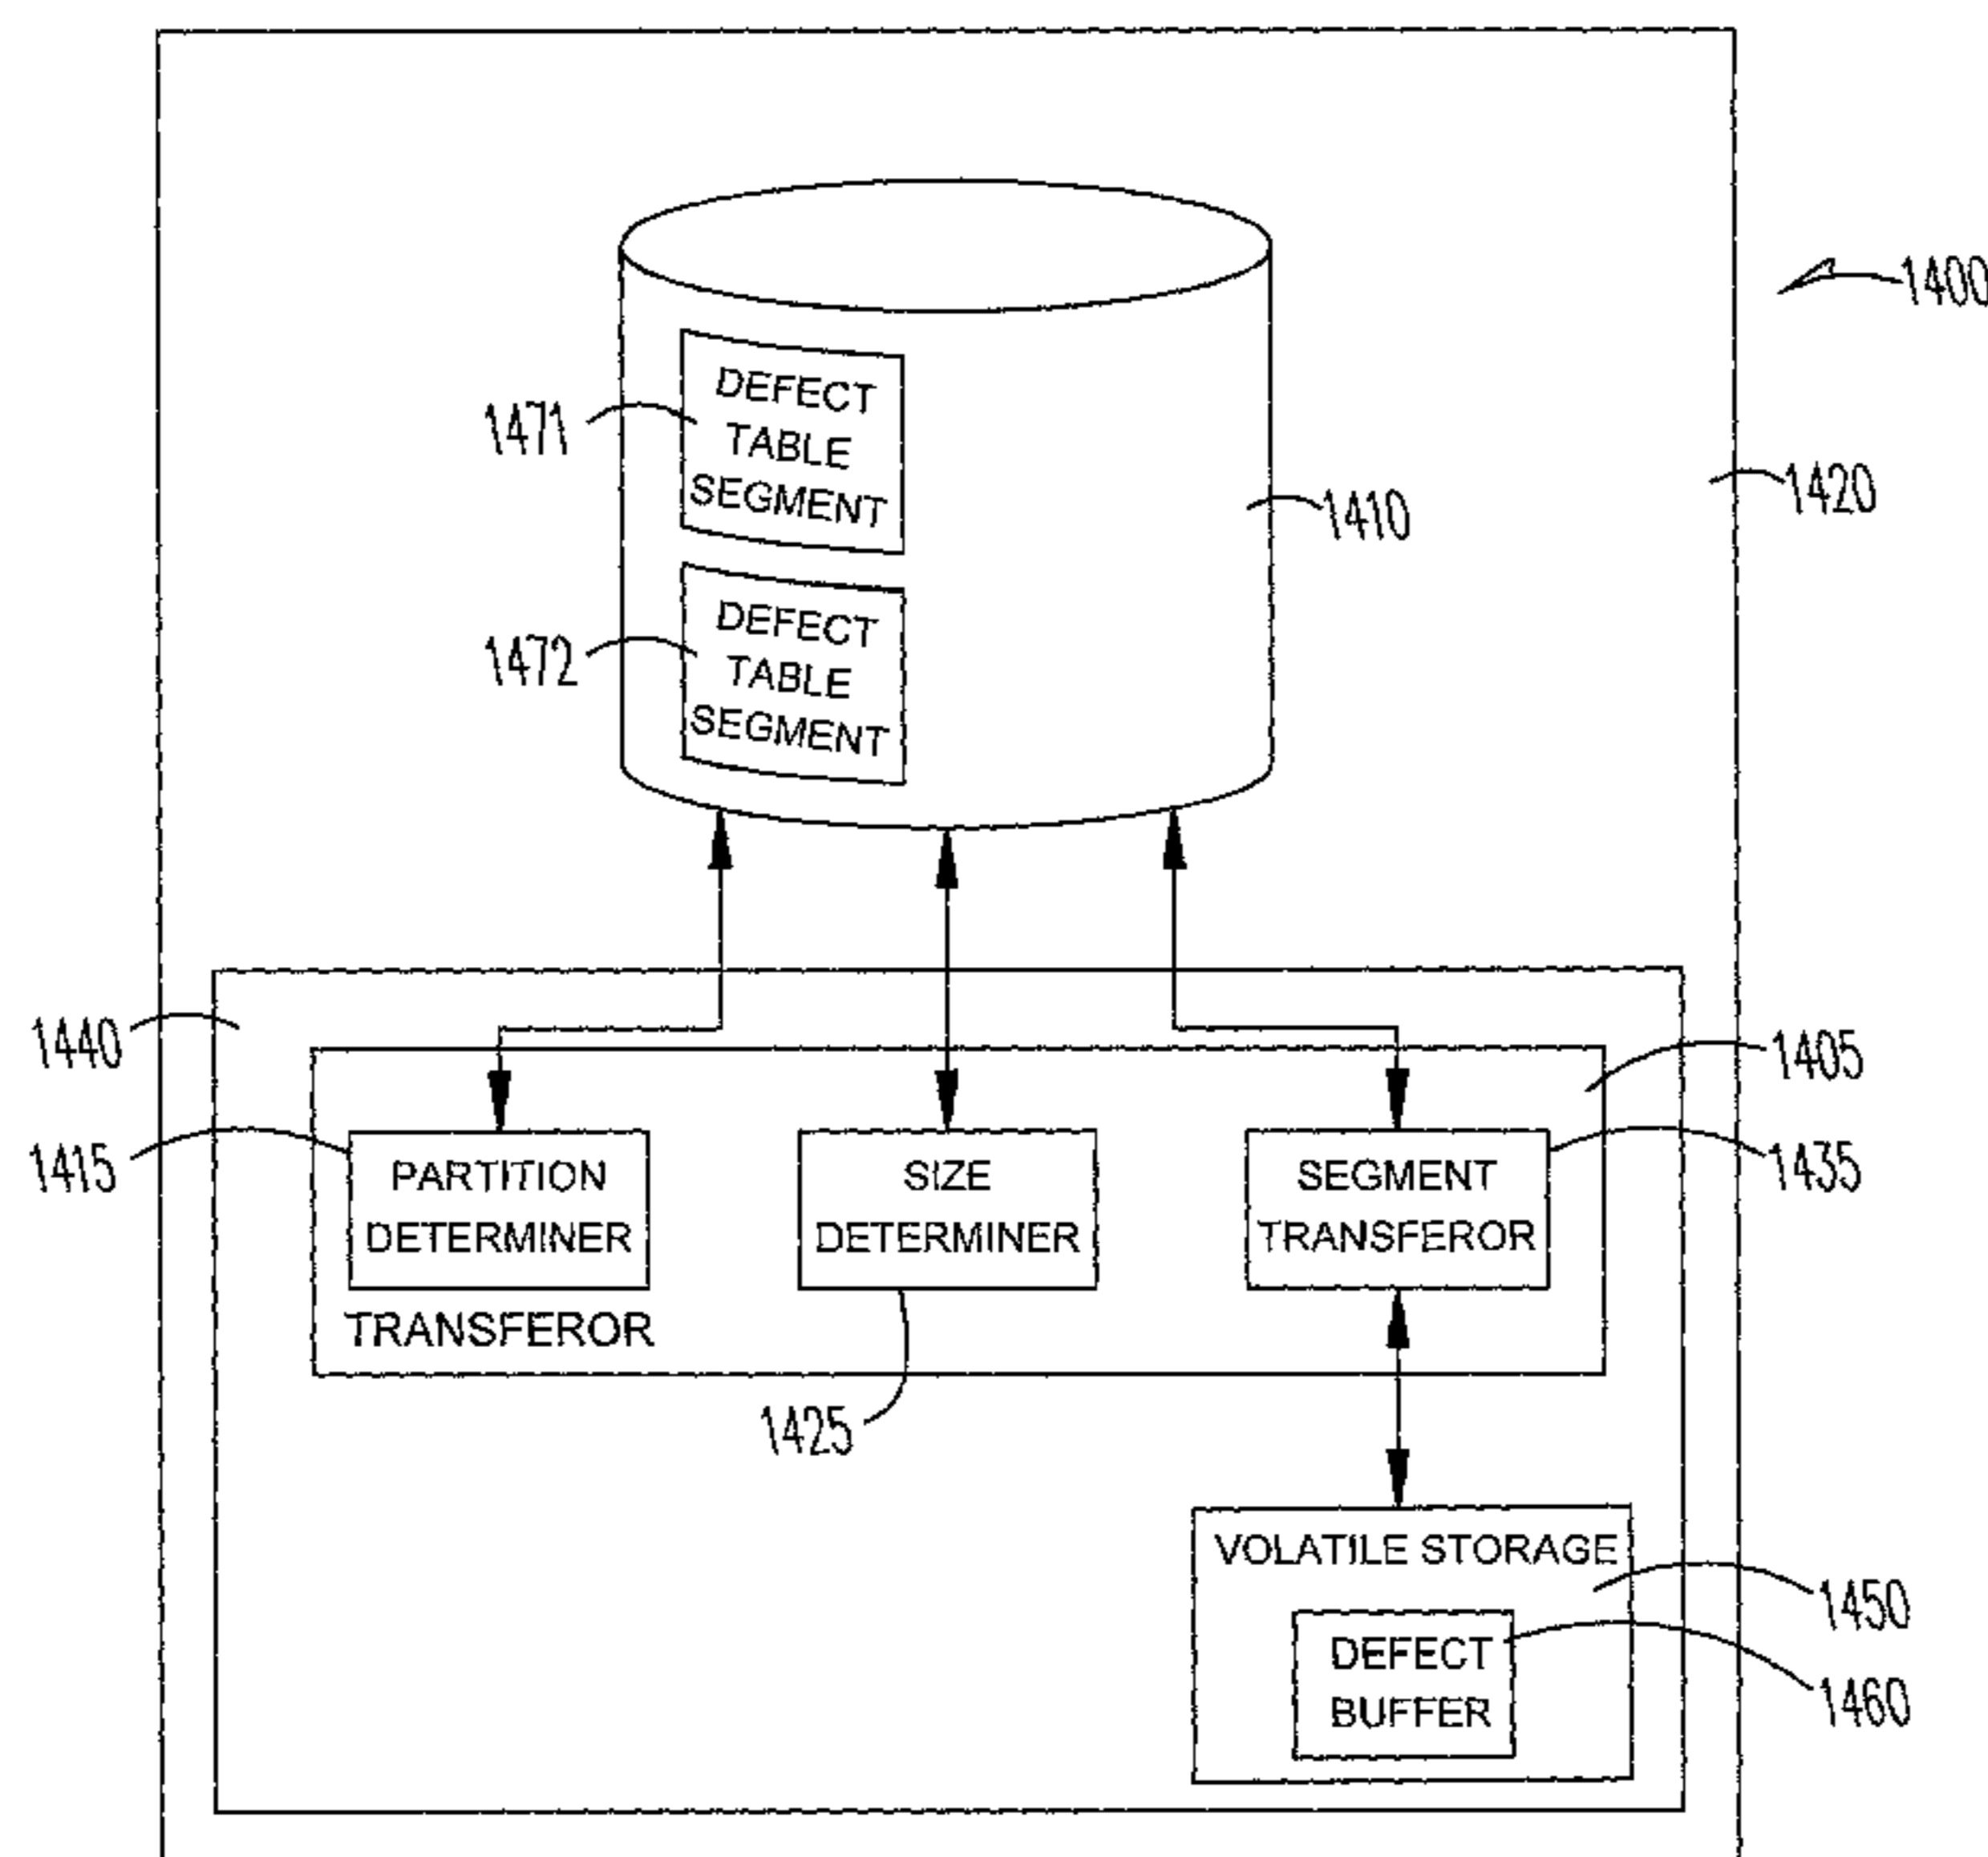 1400
DEFECT
TABLE
SEGMENT
1471
1420
1410
DEFECT
TABLE
SEGMENT
1472
1440
1405
1415
PARTITION
DETERMINER
SIZE
DETERMINER
SEGMENT
TRANSFEROR
1435
TRANSFEROR
1425
VOLATILE STORAGE
1450
DEFECT
BUFFER
1460